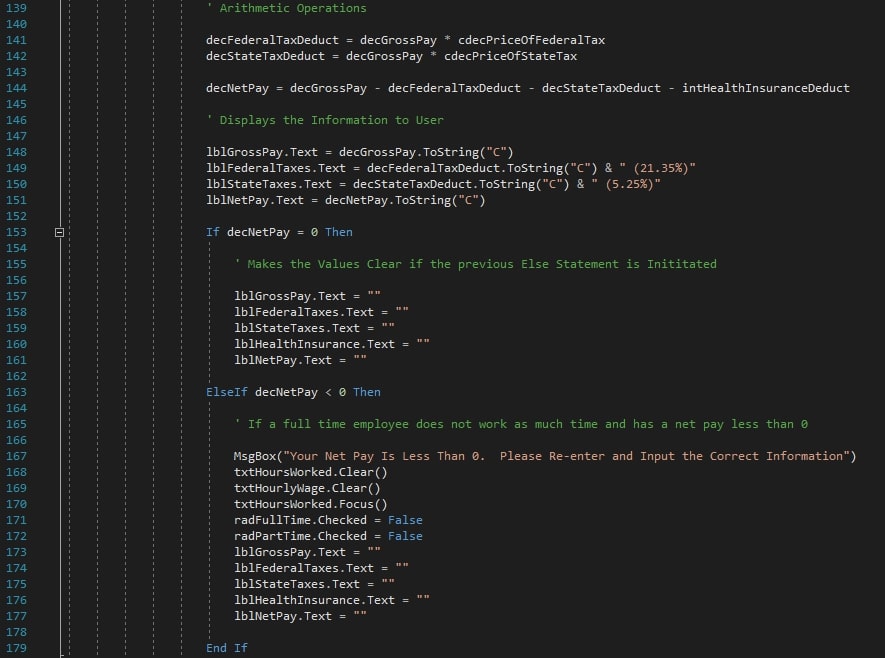 139 ' Arithmetic Operations
140
141 decFederalTaxDeduct = decGrossPay * cdecPriceOfFederalTax
142 decStateTaxDeduct = decGrossPay * cdecPriceOfStateTax
143
144 decNetPay = decGrossPay - decFederalTaxDeduct - decStateTaxDeduct - intHealthInsuranceDeduct
145
146 ' Displays the Information to User
147
148 lblGrossPay.Text = decGrossPay.ToString("C")
149 lblFederalTaxes.Text = decFederalTaxDeduct.ToString("C") & " (21.35%)"
150 lblStateTaxes.Text = decStateTaxDeduct.ToString("C") & " (5.25%)"
151 lblNetPay.Text = decNetPay.ToString("C")
152
153 If decNetPay = 0 Then
154
155 ' Makes the Values Clear if the previous Else Statement is Inititated
156
157 lblGrossPay.Text = ""
158 lblFederalTaxes.Text = ""
159 lblStateTaxes.Text = ""
160 lblHealthInsurance.Text = ""
161 lblNetPay.Text = ""
162
163 ElseIf decNetPay < 0 Then
164
165 ' If a full time employee does not work as much time and has a net pay less than 0
166
167 MsgBox("Your Net Pay Is Less Than 0.  Please Re-enter and Input the Correct Information")
168 txtHoursWorked.Clear()
169 txtHourlyWage.Clear()
170 txtHoursWorked.Focus()
171 radFullTime.Checked = False
172 radPartTime.Checked = False
173 lblGrossPay.Text = ""
174 lblFederalTaxes.Text = ""
175 lblStateTaxes.Text = ""
176 lblHealthInsurance.Text = ""
177 lblNetPay.Text = ""
178
179 End If